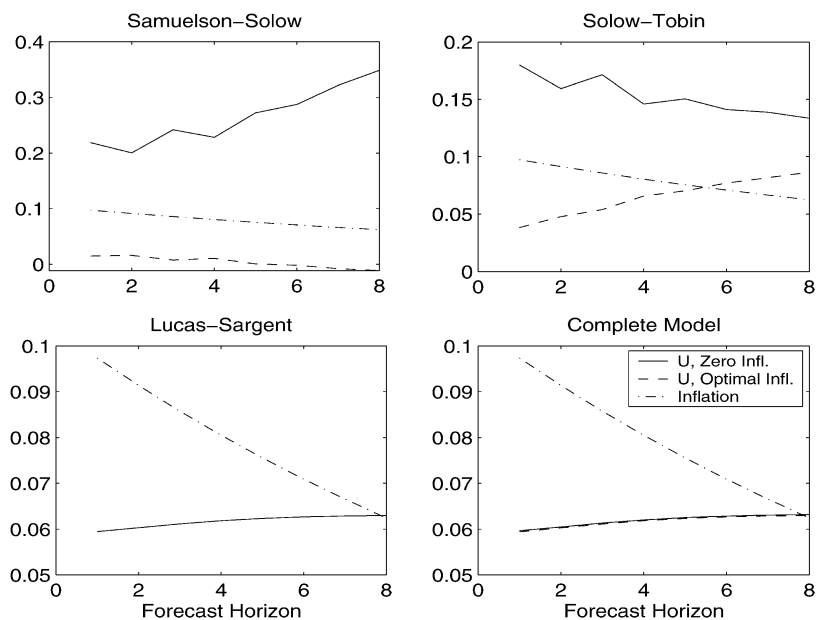 Samuelson−Solow
0.4
0.3
0.2
0.1
0
0 2 4 6 8
Solow−Tobin
0.2
0.15
0.1
0.05
0
0 2 4 6 8
Lucas−Sargent
0.1
0.09
0.08
0.07
0.06
0.05
0 2 4 6 8
Forecast Horizon
Complete Model
0.1
0.09
0.08
0.07
0.06
0.05
U, Zero Infl.
U, Optimal Infl.
Inflation
0 2 4 6 8
Forecast Horizon